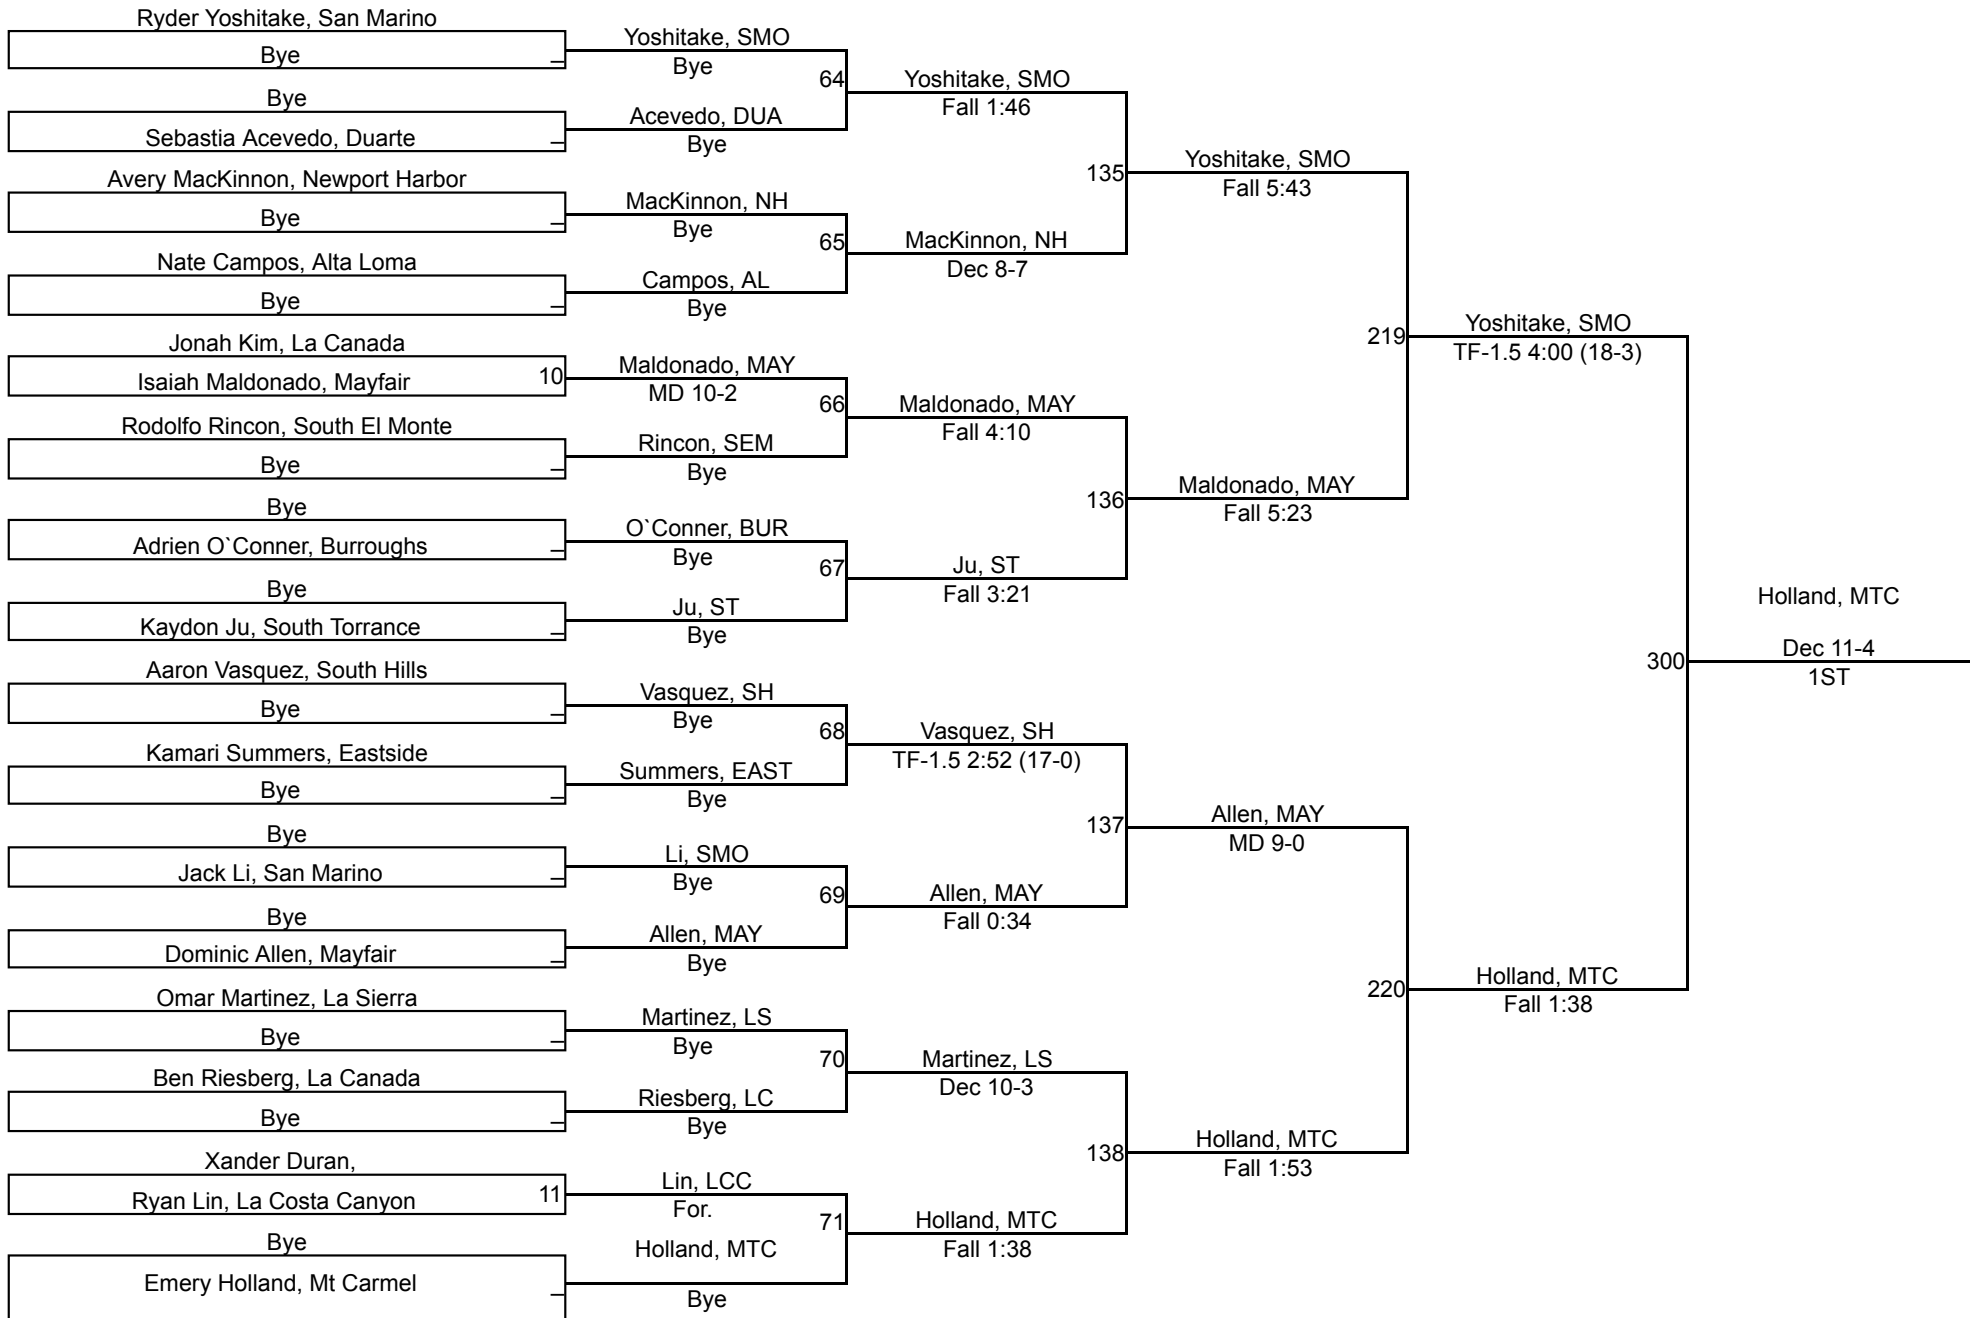 Ryder Yoshitake, San Marino
Bye
Bye
Sebastia Acevedo, Duarte
Avery MacKinnon, Newport Harbor
Bye
Nate Campos, Alta Loma
Bye
Jonah Kim, La Canada
Isaiah Maldonado, Mayfair
10
Rodolfo Rincon, South El Monte
Bye
Bye
Adrien O`Conner, Burroughs
Bye
Kaydon Ju, South Torrance
Aaron Vasquez, South Hills
Bye
Kamari Summers, Eastside
Bye
Bye
Jack Li, San Marino
Bye
Dominic Allen, Mayfair
Omar Martinez, La Sierra
Bye
Ben Riesberg, La Canada
Bye
Xander Duran,
Ryan Lin, La Costa Canyon
11
Bye
Emery Holland, Mt Carmel
Yoshitake, SMO
Bye
64
Acevedo, DUA
Bye
MacKinnon, NH
Bye
65
Campos, AL
Bye
Maldonado, MAY
MD 10-2
66
Rincon, SEM
Bye
O`Conner, BUR
Bye
67
Ju, ST
Bye
Vasquez, SH
Bye
68
Summers, EAST
Bye
Li, SMO
Bye
69
Allen, MAY
Bye
Martinez, LS
Bye
70
Riesberg, LC
Bye
Lin, LCC
For.
71
Holland, MTC
Bye
Yoshitake, SMO
Fall 1:46
135
MacKinnon, NH
Dec 8-7
Maldonado, MAY
Fall 4:10
136
Ju, ST
Fall 3:21
Vasquez, SH
TF-1.5 2:52 (17-0)
137
Allen, MAY
Fall 0:34
Martinez, LS
Dec 10-3
138
Holland, MTC
Fall 1:38
Yoshitake, SMO
Fall 5:43
219
Maldonado, MAY
Fall 5:23
Allen, MAY
MD 9-0
220
Holland, MTC
Fall 1:53
Yoshitake, SMO
TF-1.5 4:00 (18-3)
300
Holland, MTC
Fall 1:38
Holland, MTC
Dec 11-4
1ST